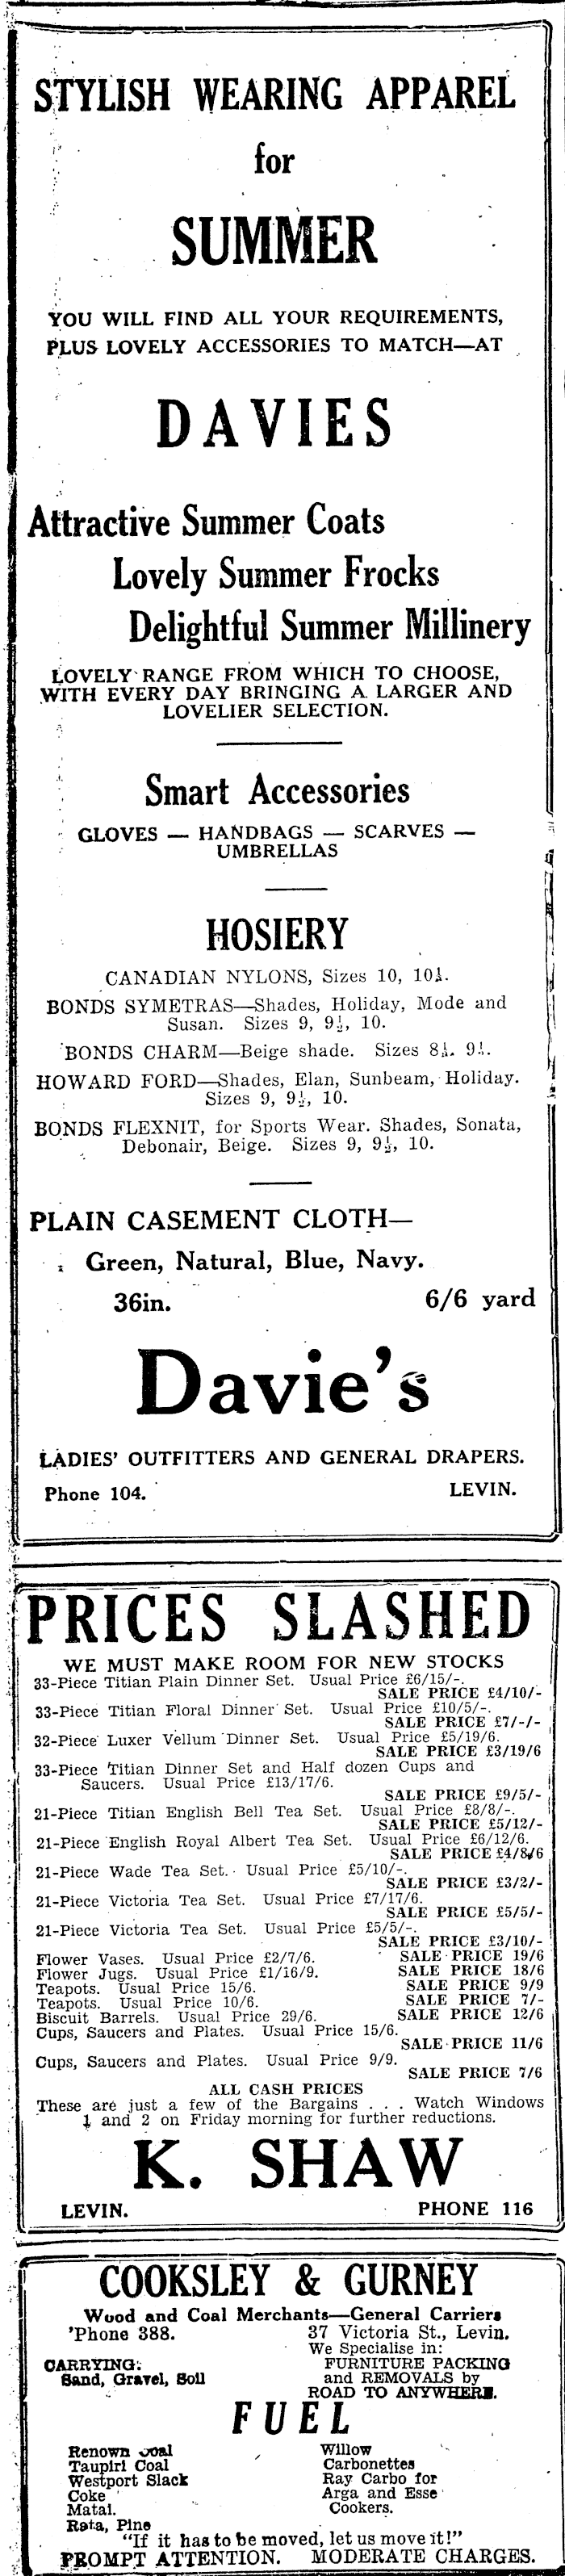 STYLISH WEARING APPAREL
for
SUMMER
YOU WILL FIND ALL YOUR REQUIREMENTS,
PLUS LOVELY ACCESSORIES TO MATCH—AT
DAVIES
Attractive Summer Coats
Lovely Summer Frocks
Delightful Summer Millinery
LOVELY RANGE FROM WHICH TO CHOOSE,
WITH EVERY DAY BRINGING A LARGER AND
LOVELIER SELECTION.
Smart Accessories
GLOVES — HANDBAGS — SCARVES —
UMBRELLAS
HOSIERY
CANADIAN NYLONS, Sizes 10, 10½.
BONDS SYMETRAS—Shades, Holiday, Mode and
Susan. Sizes 9, 9½, 10.
BONDS CHARM—Beige shade. Sizes 8½. 9½.
HOWARD FORD—Shades, Elan, Sunbeam, Holiday.
Sizes 9, 9½, 10.
BONDS FLEXNIT, for Sports Wear. Shades, Sonata,
Debonair, Beige. Sizes 9, 9½, 10.
PLAIN CASEMENT CLOTH—
Green, Natural, Blue, Navy.
36in. 6/6 yard
Davie's
LADIES' OUTFITTERS AND GENERAL DRAPERS.
Phone 104. LEVIN.
PRICES SLASHED
WE MUST MAKE ROOM FOR NEW STOCKS
33-Piece Titian Plain Dinner Set. Usual Price £6/15/-.
SALE PRICE £4/10/-
33-Piece Titian Floral Dinner Set. Usual Price £10/5/-.
SALE PRICE £7/-/-
32-Piece Luxer Vellum Dinner Set. Usual Price £5/19/6.
SALE PRICE £3/19/6
33-Piece Titian Dinner Set and Half dozen Cups and
Saucers. Usual Price £13/17/6.
SALE PRICE £9/5/-
21-Piece Titian English Bell Tea Set. Usual Price £8/8/-.
SALE PRICE £5/12/-
21-Piece English Royal Albert Tea Set. Usual Price £6/12/6.
SALE PRICE £4/8/6
21-Piece Wade Tea Set. Usual Price £5/10/-.
SALE PRICE £3/2/-
21-Piece Victoria Tea Set. Usual Price £7/17/6.
SALE PRICE £5/5/-
21-Piece Victoria Tea Set. Usual Price £5/5/-.
SALE PRICE £3/10/-
Flower Vases. Usual Price £2/7/6. SALE PRICE 19/6
Flower Jugs. Usual Price £1/16/9. SALE PRICE 18/6
Teapots. Usual Price 15/6. SALE PRICE 9/9
Teapots. Usual Price 10/6. SALE PRICE 7/-
Biscuit Barrels. Usual Price 29/6. SALE PRICE 12/6
Cups, Saucers and Plates. Usual Price 15/6.
SALE PRICE 11/6
Cups, Saucers and Plates. Usual Price 9/9.
SALE PRICE 7/6
ALL CASH PRICES
These are just a few of the Bargains . . . Watch Windows
1 and 2 on Friday morning for further reductions.
K. SHAW
LEVIN. PHONE 116
COOKSLEY & GURNEY
Wood and Coal Merchants—General Carriers
'Phone 388. 37 Victoria St., Levin.
We Specialise in:
CARRYING: FURNITURE PACKING
Sand, Gravel, Soil and REMOVALS by
ROAD TO ANYWHERE.
FUEL
Renown Coal Willow
Taupiri Coal Carbonettes
Westport Slack Ray Carbo for
Coke Arga and Esse
Matai. Cookers.
Rata, Pine
"If it has to be moved, let us move it!"
PROMPT ATTENTION. MODERATE CHARGES.